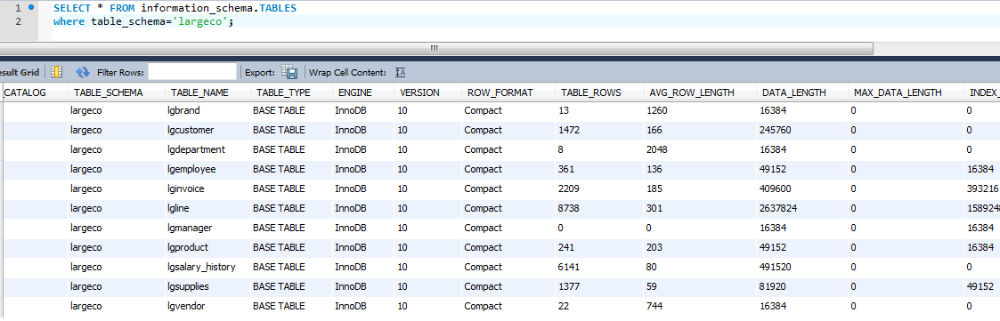 1 SELECT * FROM information_schema.TABLES
2 where table_schema='largeco';
esult Grid Filter Rows: Export: Wrap Cell Content:
CATALOG TABLE_SCHEMA TABLE_NAME TABLE_TYPE ENGINE VERSION ROW_FORMAT TABLE_ROWS AVG_ROW_LENGTH DATA_LENGTH MAX_DATA_LENGTH INDEX_
largeco lgbrand BASE TABLE InnoDB 10 Compact 13 1260 16384 0 0
largeco lgcustomer BASE TABLE InnoDB 10 Compact 1472 166 245760 0 0
largeco lgdepartment BASE TABLE InnoDB 10 Compact 8 2048 16384 0 0
largeco lgemployee BASE TABLE InnoDB 10 Compact 361 136 49152 0 16384
largeco lginvoice BASE TABLE InnoDB 10 Compact 2209 185 409600 0 393216
largeco lgline BASE TABLE InnoDB 10 Compact 8738 301 2637824 0 1589248
largeco lgmanager BASE TABLE InnoDB 10 Compact 0 0 16384 0 16384
largeco lgproduct BASE TABLE InnoDB 10 Compact 241 203 49152 0 16384
largeco lgsalary_history BASE TABLE InnoDB 10 Compact 6141 80 491520 0 0
largeco lgsupplies BASE TABLE InnoDB 10 Compact 1377 59 81920 0 49152
largeco lgvendor BASE TABLE InnoDB 10 Compact 22 744 16384 0 0